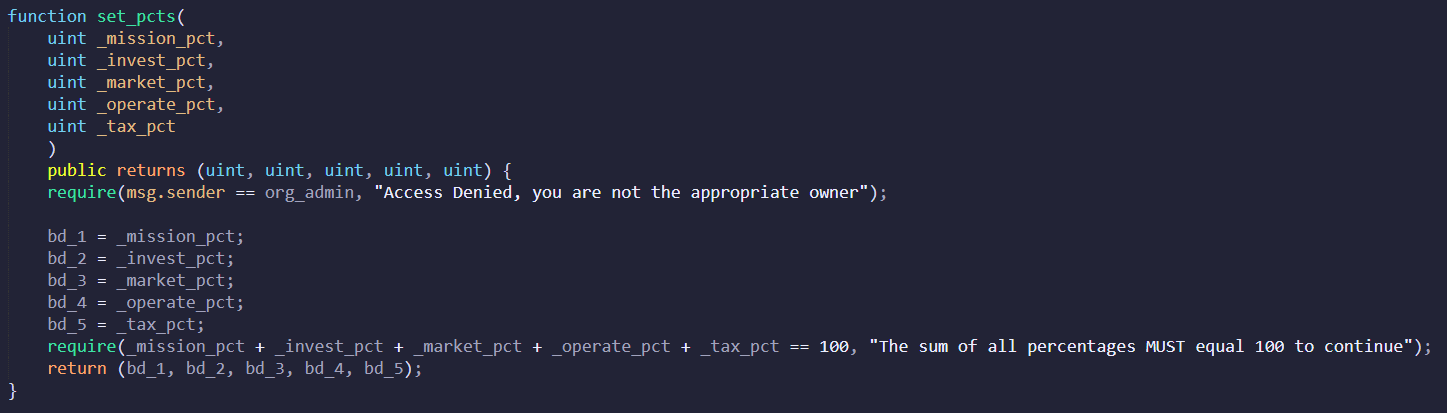 function set_pcts(
    uint _mission_pct,
    uint _invest_pct,
    uint _market_pct,
    uint _operate_pct,
    uint _tax_pct
    )
    public returns (uint, uint, uint, uint, uint) {
    require(msg.sender == org_admin, "Access Denied, you are not the appropriate owner");

    bd_1 = _mission_pct;
    bd_2 = _invest_pct;
    bd_3 = _market_pct;
    bd_4 = _operate_pct;
    bd_5 = _tax_pct;
    require(_mission_pct + _invest_pct + _market_pct + _operate_pct + _tax_pct == 100, "The sum of all percentages MUST equal 100 to continue");
    return (bd_1, bd_2, bd_3, bd_4, bd_5);
}